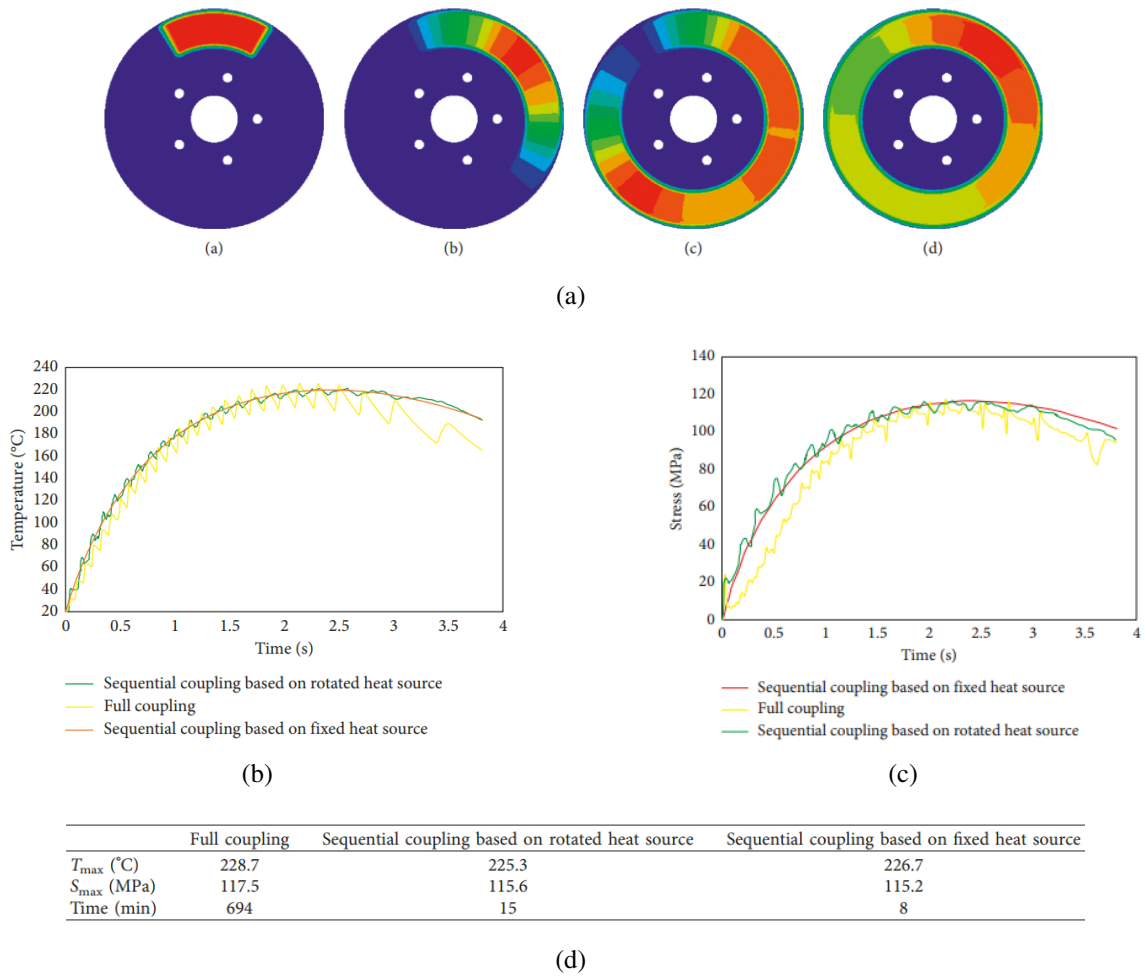 (a)
(b)
(c)
(d)
(a)
240
220
200
180
160
140
120
100
80
60
40
20
Temperature (°C)
0
0.5
1
1.5
2
2.5
3
3.5
4
Time (s)
Sequential coupling based on rotated heat source
Full coupling
Sequential coupling based on fixed heat source
(b)
140
120
100
80
60
40
20
0
Stress (MPa)
0
0.5
1
1.5
2
2.5
3
3.5
4
Time (s)
Sequential coupling based on fixed heat source
Full coupling
Sequential coupling based on rotated heat source
(c)
Full coupling Sequential coupling based on rotated heat source Sequential coupling based on fixed heat source
Tmax (°C) 228.7 225.3 226.7
Smax (MPa) 117.5 115.6 115.2
Time (min) 694 15 8
(d)